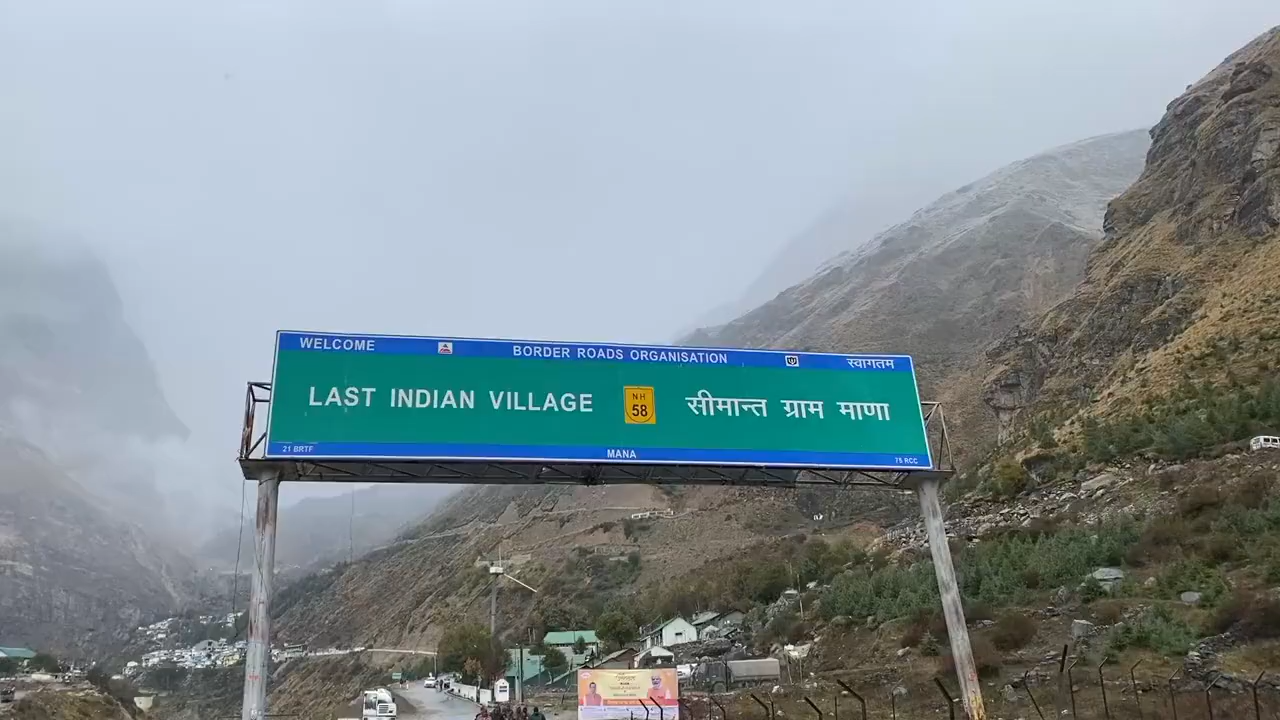 WELCOME BORDER ROADS ORGANISATION स्वागतम
LAST INDIAN VILLAGE NH 58 सीमान्त ग्राम माणा
21 BRTF MANA 75 RCC